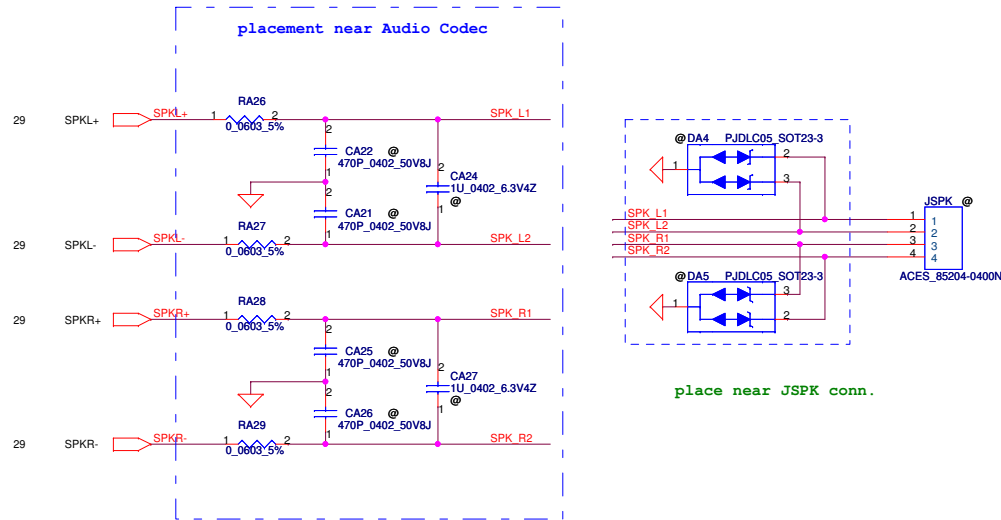 placement near Audio Codec
29 SPKL+ SPKL+ 1 RA26 2 SPK_L1
0_0603_5%
2
CA22 @
470P_0402_50V8J
1
2
CA24
1U_0402_6.3V4Z
@
1
2
CA21 @
470P_0402_50V8J
1
29 SPKL- SPKL- 1 RA27 2 SPK_L2
0_0603_5%
29 SPKR+ SPKR+ 1 RA28 2 SPK_R1
0_0603_5%
2
CA25 @
470P_0402_50V8J
1
2
CA27
1U_0402_6.3V4Z
@
1
2
CA26 @
470P_0402_50V8J
1
29 SPKR- SPKR- 1 RA29 2 SPK_R2
0_0603_5%
@ DA4 PJDLC05_SOT23-3
1 2
3
JSPK @
SPK_L1 1 1
SPK_L2 2 2
SPK_R1 3 3
SPK_R2 4 4
ACES_85204-0400N
@ DA5 PJDLC05_SOT23-3
1 3
2
place near JSPK conn.